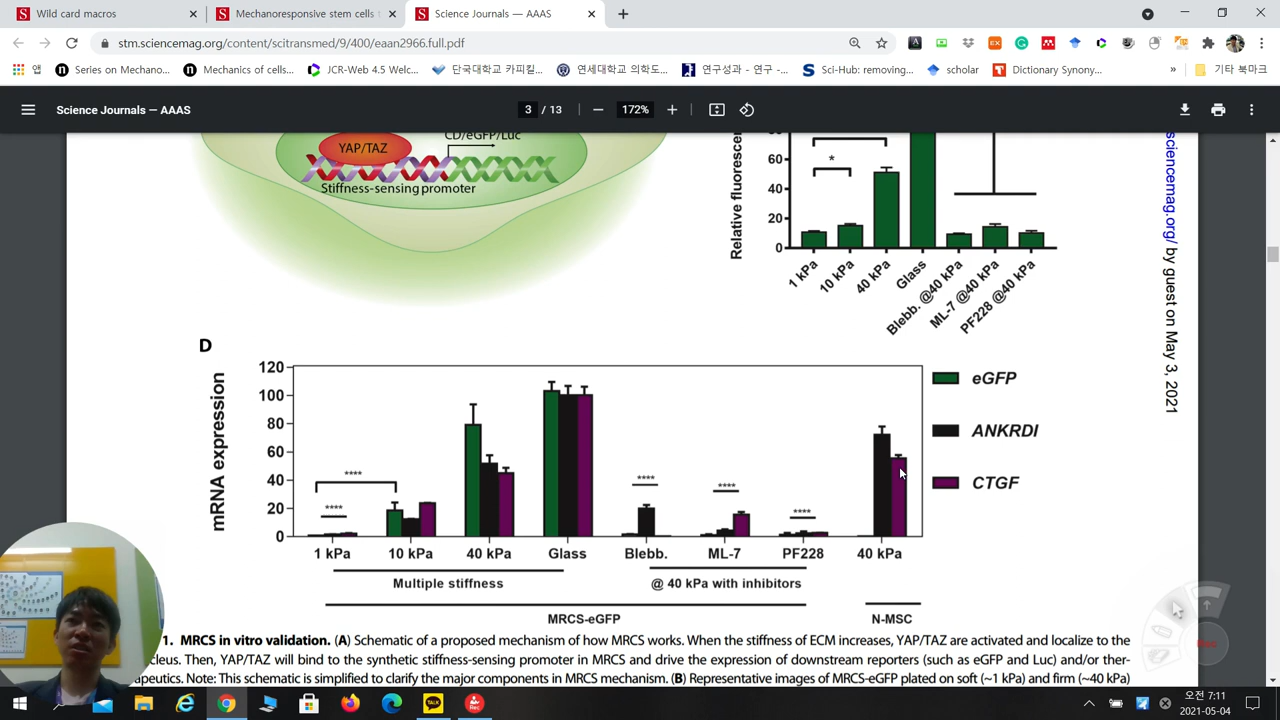 Wild card macros
Mechanoresponsive stem cells t
Science Journals — AAAS
stm.sciencemag.org/content/scitransmed/9/400/eaan2966.full.pdf
앱
Series on Mechano...
Mechanics of cells...
JCR-Web 4.5 Welc...
단국대학교 카피킬...
연세대학교 의학도...
연구성과 - 연구 -...
Sci-Hub: removing...
scholar
Dictionary Synony...
»
기타 북마크
Science Journals — AAAS
3 / 13
172%
CD/eGFP/Luc
YAP/TAZ
Stiffness-sensing promoter
Relative fluorescen
60
40
20
0
*
1 kPa
10 kPa
40 kPa
Glass
Blebb. @40 kPa
ML-7 @40 kPa
PF228 @40 kPa
sciencemag.org/ by guest on May 3, 2021
D
mRNA expression
120
100
80
60
40
20
0
****
****
****
****
****
1 kPa
10 kPa
40 kPa
Glass
Blebb.
ML-7
PF228
40 kPa
Multiple stiffness
@ 40 kPa with inhibitors
MRCS-eGFP
N-MSC
eGFP
ANKRDI
CTGF
1. MRCS in vitro validation. (A) Schematic of a proposed mechanism of how MRCS works. When the stiffness of ECM increases, YAP/TAZ are activated and localize to the
cleus. Then, YAP/TAZ will bind to the synthetic stiffness-sensing promoter in MRCS and drive the expression of downstream reporters (such as eGFP and Luc) and/or ther-
apeutics. Note: This schematic is simplified to clarify the major components in MRCS mechanism. (B) Representative images of MRCS-eGFP plated on soft (~1 kPa) and firm (~40 kPa)
오전 7:11
2021-05-04